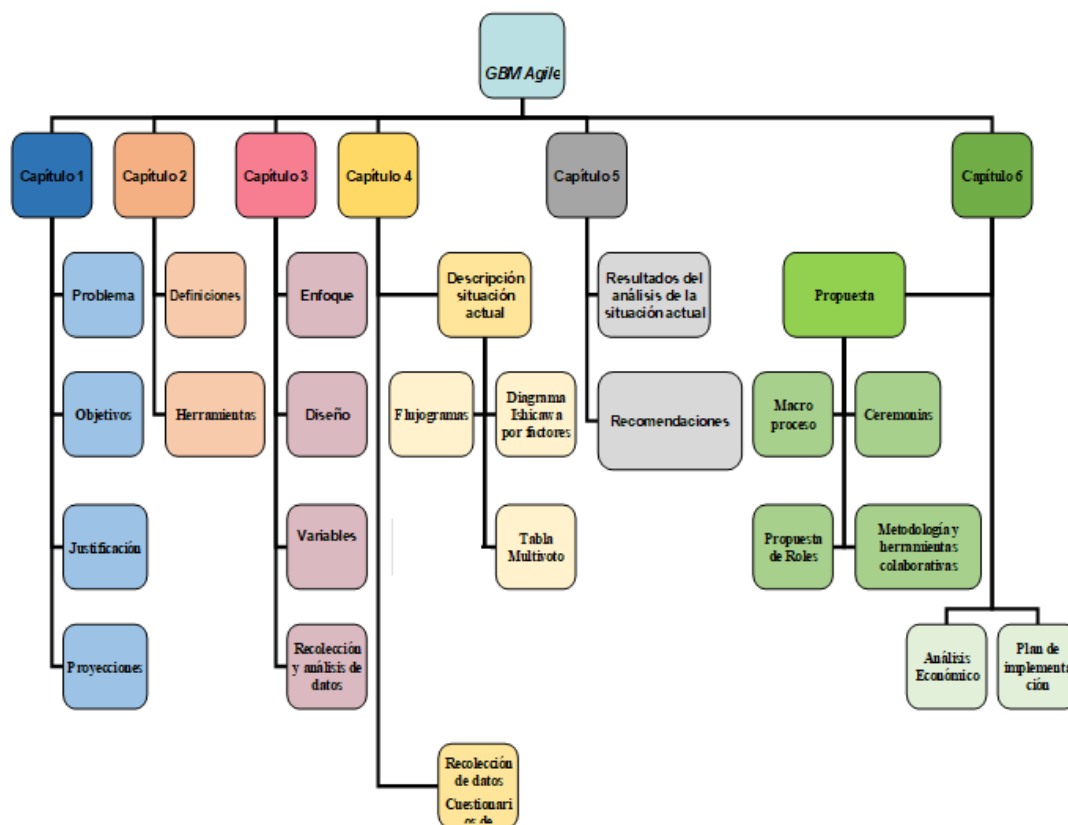 GBM Agile
Capítulo 1
Capítulo 2
Capítulo 3
Capítulo 4
Capítulo 5
Capítulo 6
Problema
Objetivos
Justificación
Proyecciones
Definiciones
Herramientas
Enfoque
Diseño
Variables
Recolección
y análisis de
datos
Descripción
situación
actual
Flujogramas
Diagrama
Ishicawa
por factores
Tabla
Multivoto
Recolección
de datos
Cuestionari
os de
Resultados del
análisis de la
situación actual
Recomendaciones
Propuesta
Macro
proceso
Ceremonias
Propuesta
de Roles
Metodología y
herramientas
colaborativas
Análisis
Económico
Plan de
implementa
ción